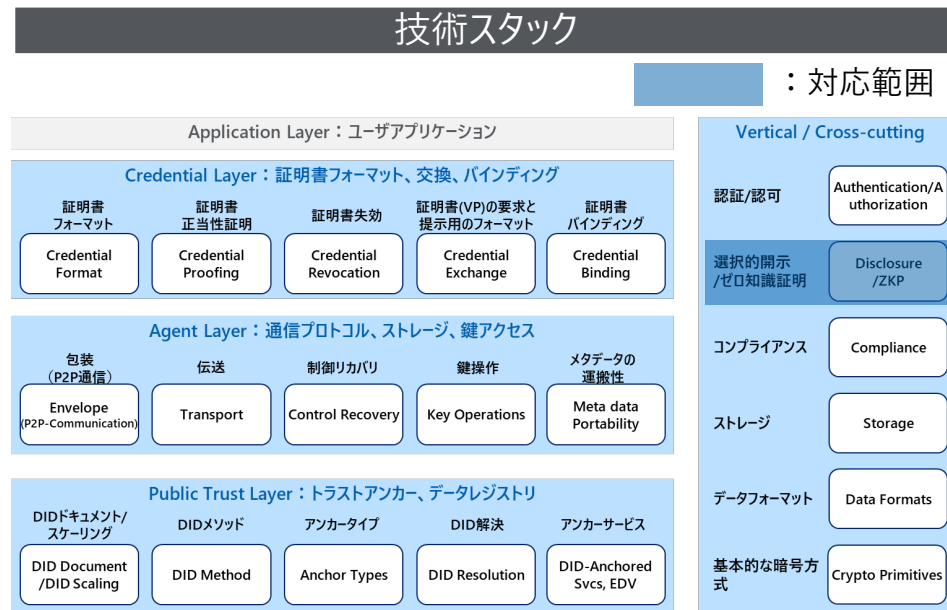 技術スタック
：対応範囲
Application Layer：ユーザアプリケーション
Credential Layer：証明書フォーマット、交換、バインディング
証明書
フォーマット
Credential
Format
証明書
正当性証明
Credential
Proofing
証明書失効
Credential
Revocation
証明書(VP)の要求と
提示用のフォーマット
Credential
Exchange
証明書
バインディング
Credential
Binding
Agent Layer：通信プロトコル、ストレージ、鍵アクセス
包装
（P2P通信）
Envelope
(P2P-Communication)
伝送
Transport
制御リカバリ
Control Recovery
鍵操作
Key Operations
メタデータの
運搬性
Meta data
Portability
Public Trust Layer：トラストアンカー、データレジストリ
DIDドキュメント/
スケーリング
DID Document
/DID Scaling
DIDメソッド
DID Method
アンカータイプ
Anchor Types
DID解決
DID Resolution
アンカーサービス
DID-Anchored
Svcs, EDV
Vertical / Cross-cutting
認証/認可
Authentication/A
uthorization
選択的開示
/ゼロ知識証明
Disclosure
/ZKP
コンプライアンス
Compliance
ストレージ
Storage
データフォーマット
Data Formats
基本的な暗号方
式
Crypto Primitives